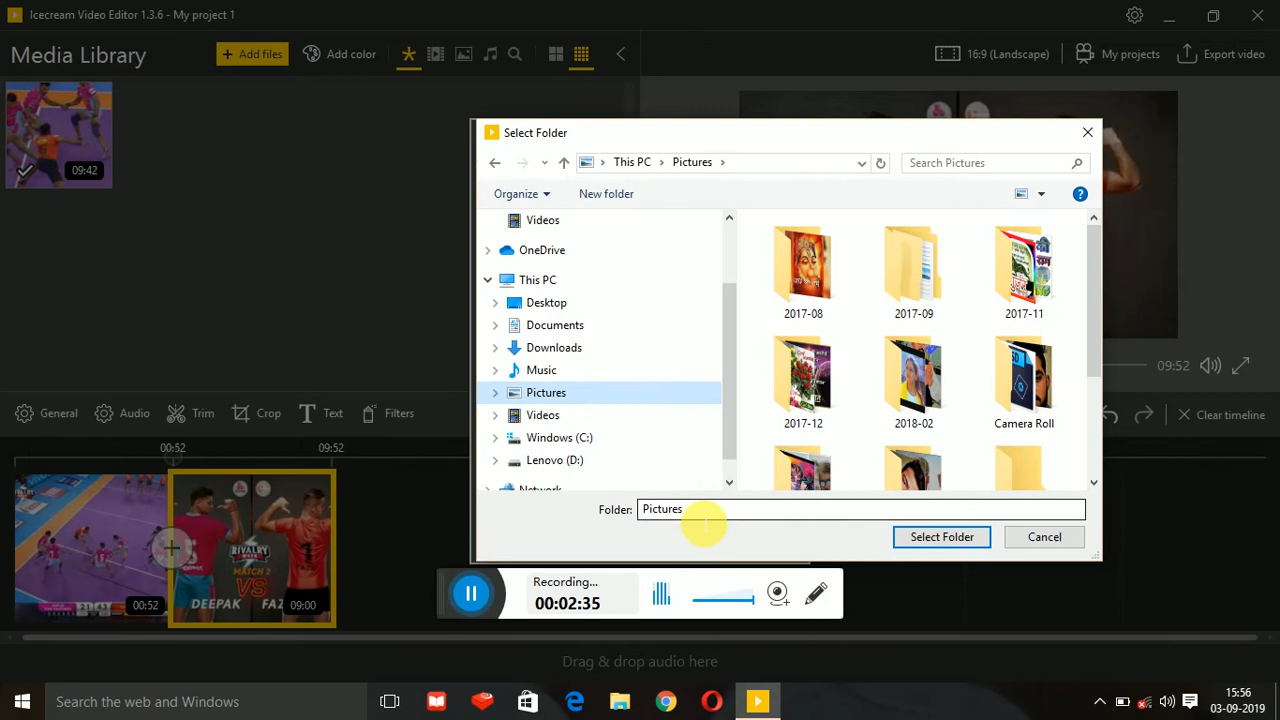 Icecream Video Editor 1.3.6 - My project 1
Media Library
+ Add files
Add color
16:9 (Landscape)
My projects
Export video
09:42
Select Folder
This PC > Pictures >
Search Pictures
Organize
New folder
Videos
OneDrive
This PC
Desktop
Documents
Downloads
Music
Pictures
Videos
Windows (C:)
Lenovo (D:)
Network
2017-08
2017-09
2017-11
2017-12
2018-02
Camera Roll
Folder: Pictures
Select Folder
Cancel
09:52
General
Audio
Trim
Crop
Text
Filters
Clear timeline
00:52
09:52
00:52
RIVALRY
WEEK
MATCH 2
VS
DEEPAK
FAZ
09:00
Recording...
00:02:35
Drag & drop audio here
Search the web and Windows
15:56
03-09-2019